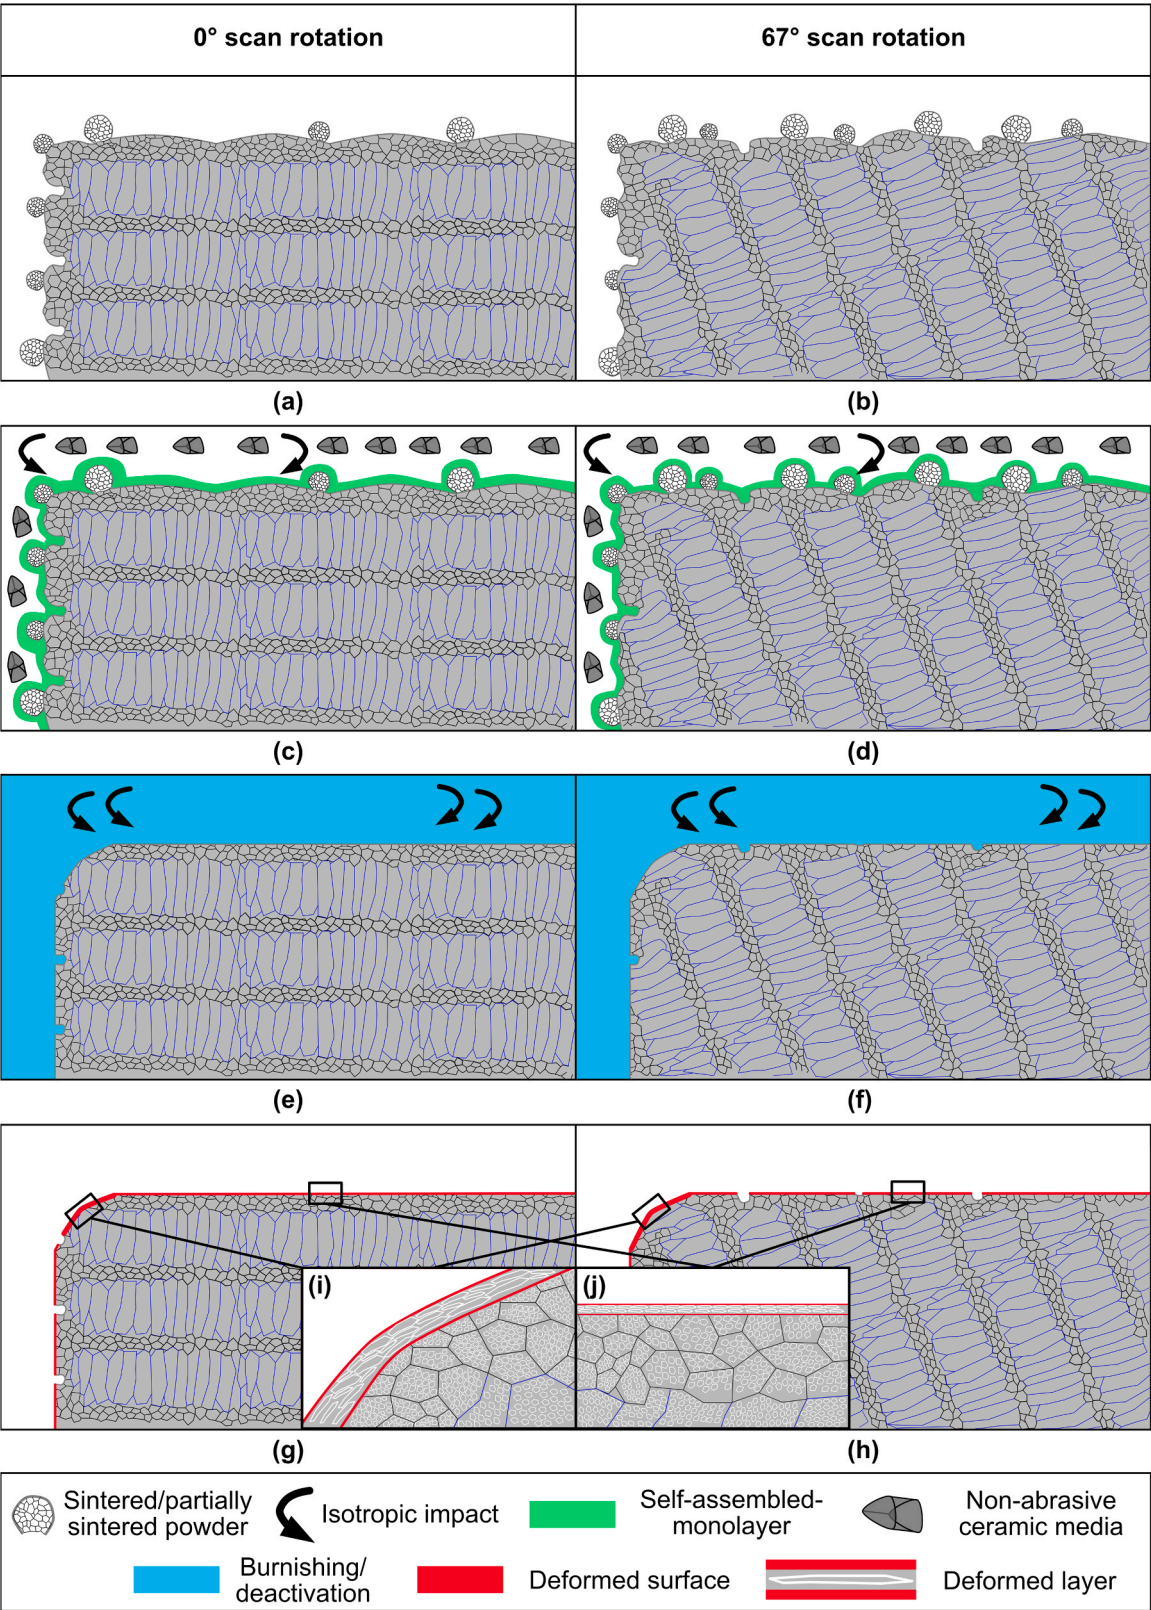 0° scan rotation
67° scan rotation
(a)
(b)
(c)
(d)
(e)
(f)
(i)
(j)
(g)
(h)
Sintered/partially
sintered powder
Isotropic impact
Self-assembled-
monolayer
Non-abrasive
ceramic media
Burnishing/
deactivation
Deformed surface
Deformed layer